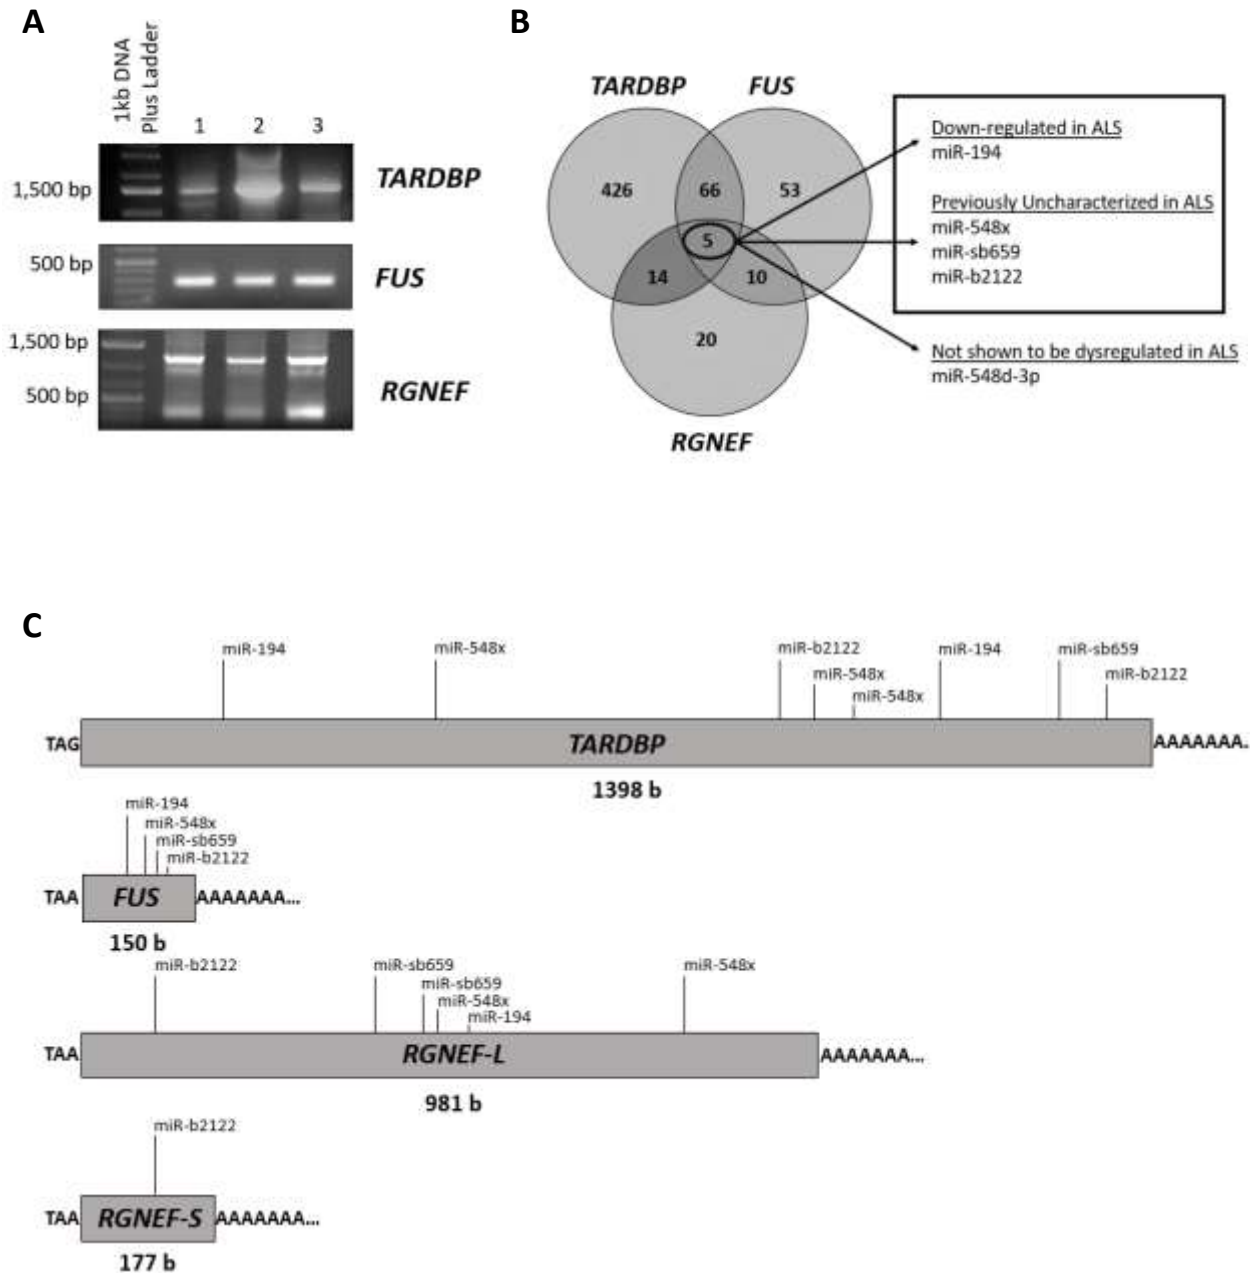 A
1kb DNA
Plus Ladder
1 2 3
1,500 bp
TARDBP
500 bp
FUS
1,500 bp
500 bp
RGNEF
B
TARDBP
FUS
426
66
53
5
14
10
20
RGNEF
Down-regulated in ALS
miR-194
Previously Uncharacterized in ALS
miR-548x
miR-sb659
miR-b2122
Not shown to be dysregulated in ALS
miR-548d-3p
C
miR-194
miR-548x
miR-b2122
miR-548x
miR-548x
miR-194
miR-sb659
miR-b2122
TAG
TARDBP
AAAAAAA.
1398 b
miR-194
miR-548x
miR-sb659
miR-b2122
TAA
FUS
AAAAAAA...
150 b
miR-b2122
miR-sb659
miR-sb659
miR-548x
miR-194
miR-548x
TAA
RGNEF-L
AAAAAAA...
981 b
miR-b2122
TAA
RGNEF-S
AAAAAAA...
177 b